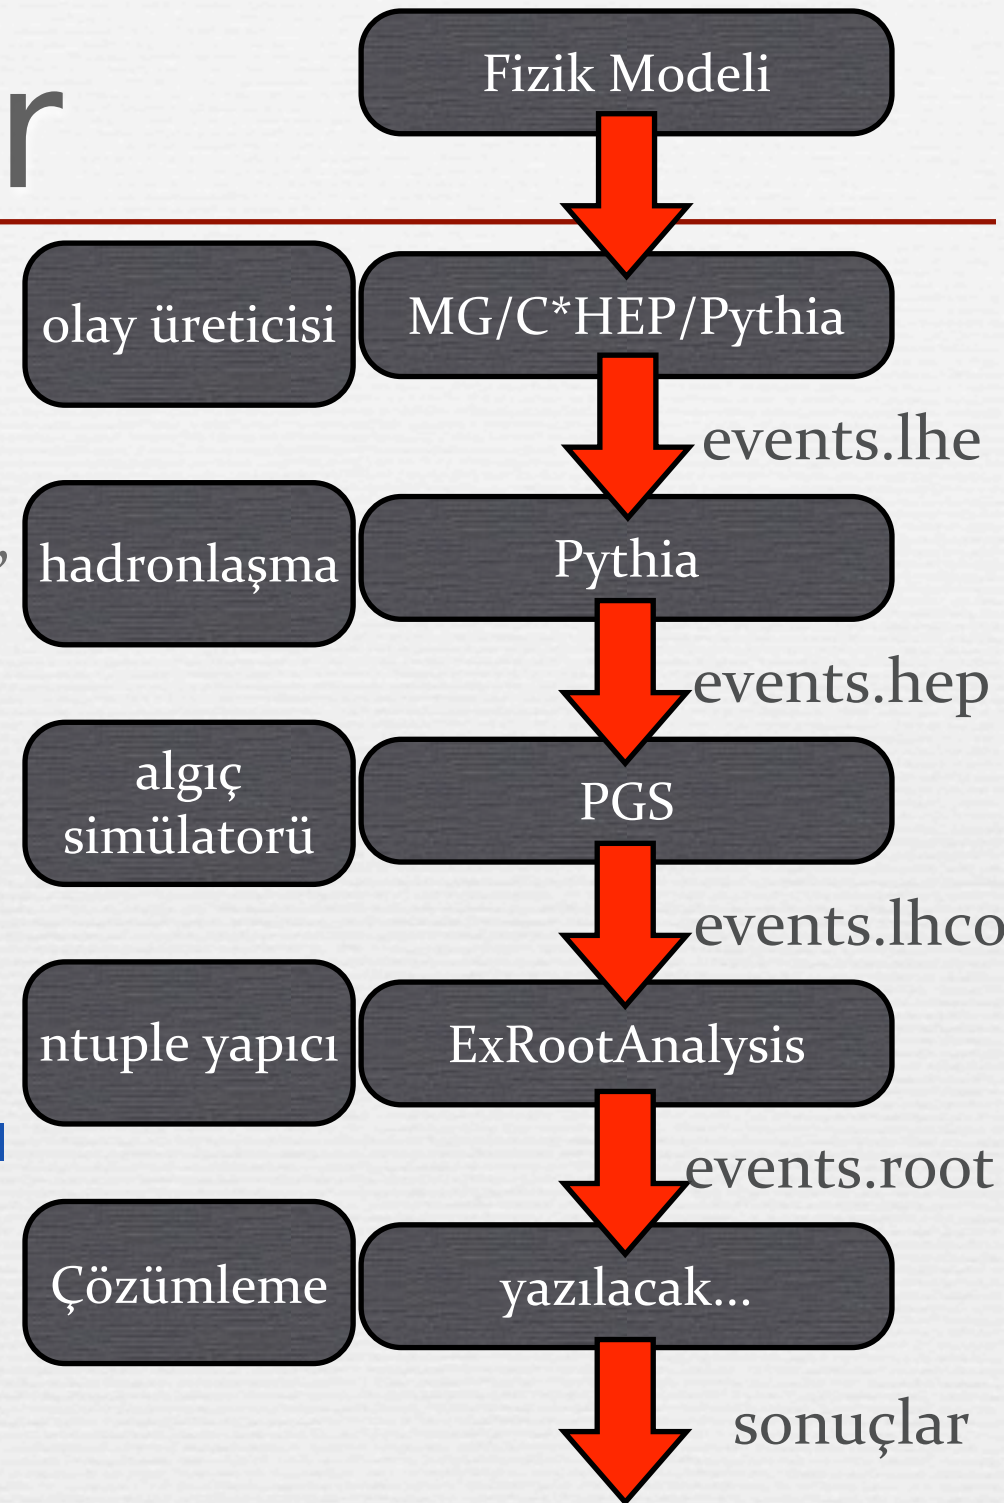 r
Fizik Modeli
olay üreticisi
MG/C*HEP/Pythia
events.lhe
,
hadronlaşma
Pythia
events.hep
algıç
simülatorü
PGS
events.lhco
ntuple yapıcı
ExRootAnalysis
events.root
Çözümleme
yazılacak...
sonuçlar